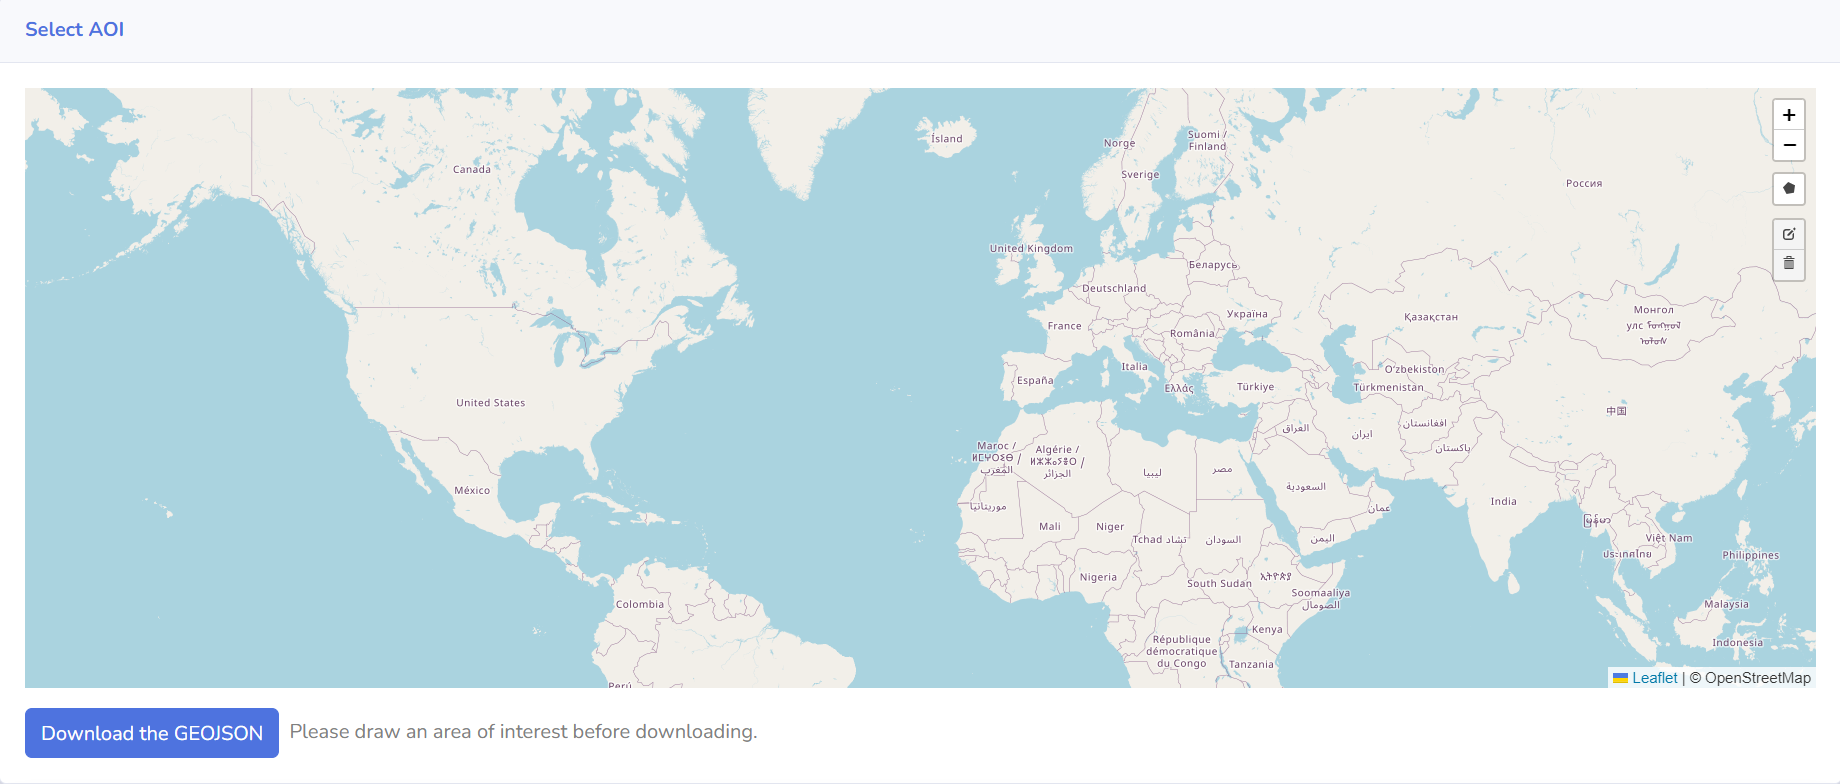 Select AOI
Ísland
Norge
Suomi /
Finland
Canada
Sverige
Россия
United Kingdom
Беларусь
Deutschland
Україна
Монгол
улс
Қазақстан
France
România
Italia
Oʻzbekiston
España
Ελλάς
Türkiye
Türkmenistan
United States
中国
افغانستان
العراق
ايران
پاکستان
Maroc /
ⵍⵎⵖⵔⵉⴱ /
المغرب
Algérie /
ⵍⵣⵣⴰⵢⴻⵔ /
الجزائر
ليبيا
مصر
México
السعودية
India
موريتانيا
عمان
Mali
Niger
မြန်မာ
Tchad تشاد
السودان
اليمن
Việt Nam
ประเทศไทย
Philippines
Nigeria
South Sudan
ኢትዮጵያ
Soomaaliya
الصومال
Colombia
Malaysia
Kenya
République
démocratique
du Congo
Indonesia
Tanzania
Perú
+
−
Leaflet | © OpenStreetMap
Download the GEOJSON Please draw an area of interest before downloading.